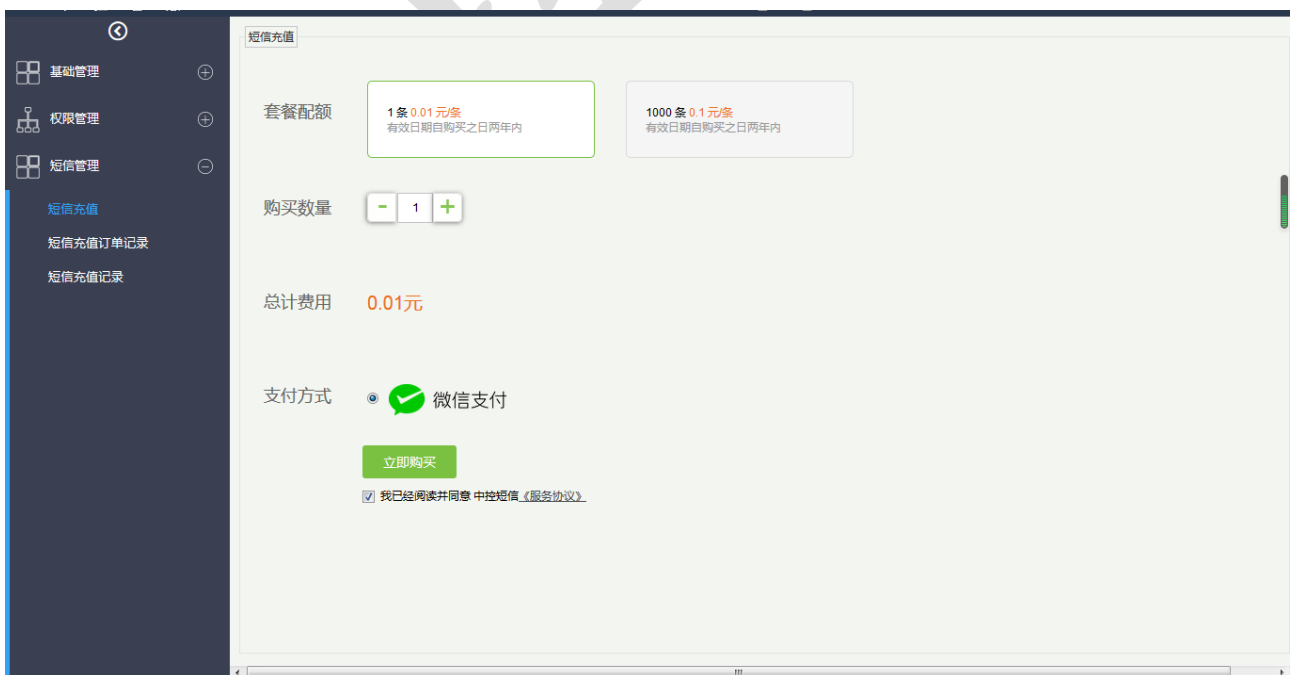 短信充值
基础管理
权限管理
短信管理
短信充值
短信充值订单记录
短信充值记录
套餐配额
1 条 0.01 元/条
有效日期自购买之日两年内
1000 条 0.1 元/条
有效日期自购买之日两年内
购买数量
- 1 +
总计费用 0.01元
支付方式 微信支付
立即购买
我已经阅读并同意 中控短信《服务协议》